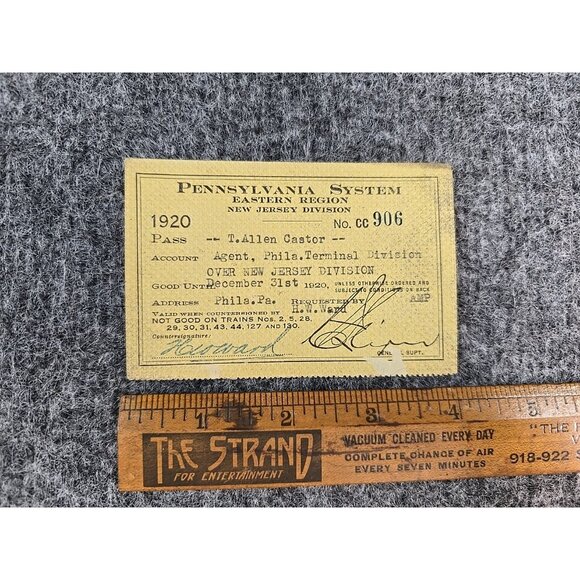 PENNSYLVANIA SYSTEM
EASTERN REGION
NEW JERSEY DIVISION
1920 No. CC 906
PASS -- T.Allen Castor --
ACCOUNT Agent, Phila.Terminal Division
OVER NEW JERSEY DIVISION
GOOD UNTIL December 31st 1920, UNLESS OTHERWISE ORDERED AND
SUBJECT TO CONDITIONS ON BACK
ADDRESS Phila.Pa. REQUESTED BY AMP
VALID WHEN COUNTERSIGNED BY H.W.Ward
NOT GOOD ON TRAINS NOS. 2, 5, 28,
29, 30, 31, 43, 44, 127 AND 130.
Countersignature:
HWWard
GENERAL SUPT.
1 2 3 4 5
THE STRAND
FOR ENTERTAINMENT
VACUUM CLEANED EVERY DAY
COMPLETE CHANGE OF AIR
EVERY SEVEN MINUTES
"THE
918-922 S